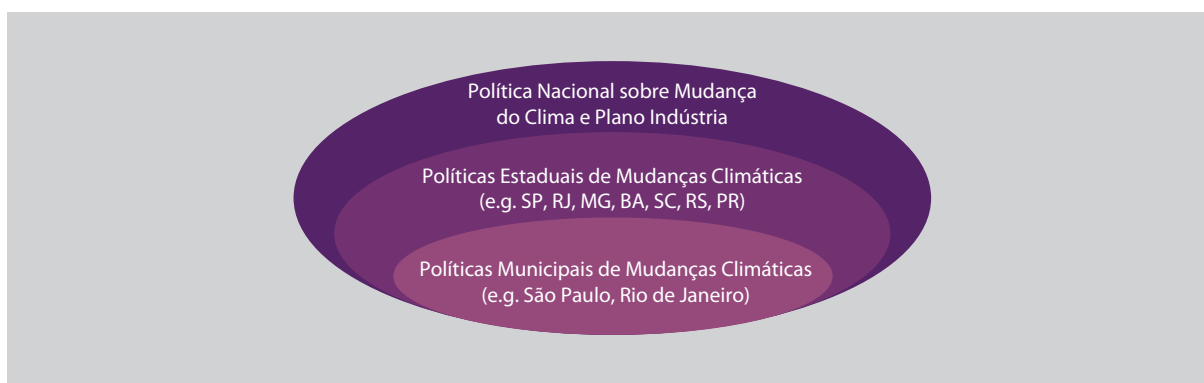 Política Nacional sobre Mudança
do Clima e Plano Indústria
Políticas Estaduais de Mudanças Climáticas
(e.g. SP, RJ, MG, BA, SC, RS, PR)
Políticas Municipais de Mudanças Climáticas
(e.g. São Paulo, Rio de Janeiro)